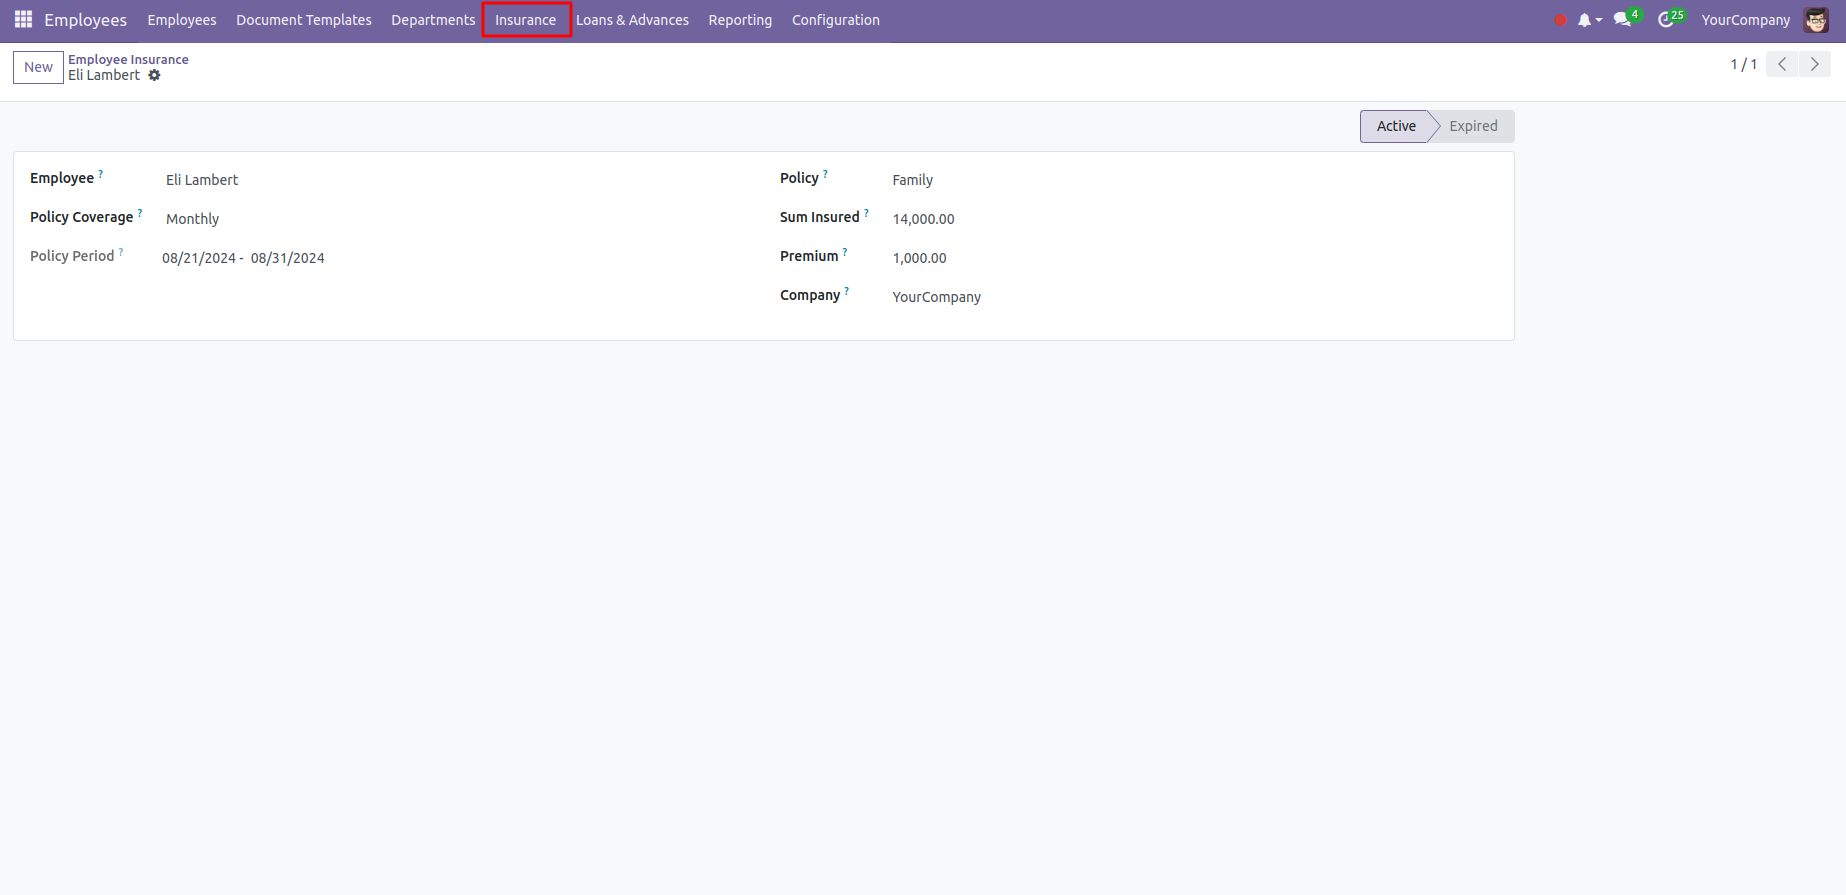 Employees Employees Document Templates Departments Insurance Loans & Advances Reporting Configuration 4 25 YourCompany
New Employee Insurance
Eli Lambert
1 / 1
Active Expired
Employee ? Eli Lambert Policy ? Family
Policy Coverage ? Monthly Sum Insured ? 14,000.00
Policy Period ? 08/21/2024 - 08/31/2024 Premium ? 1,000.00
Company ? YourCompany